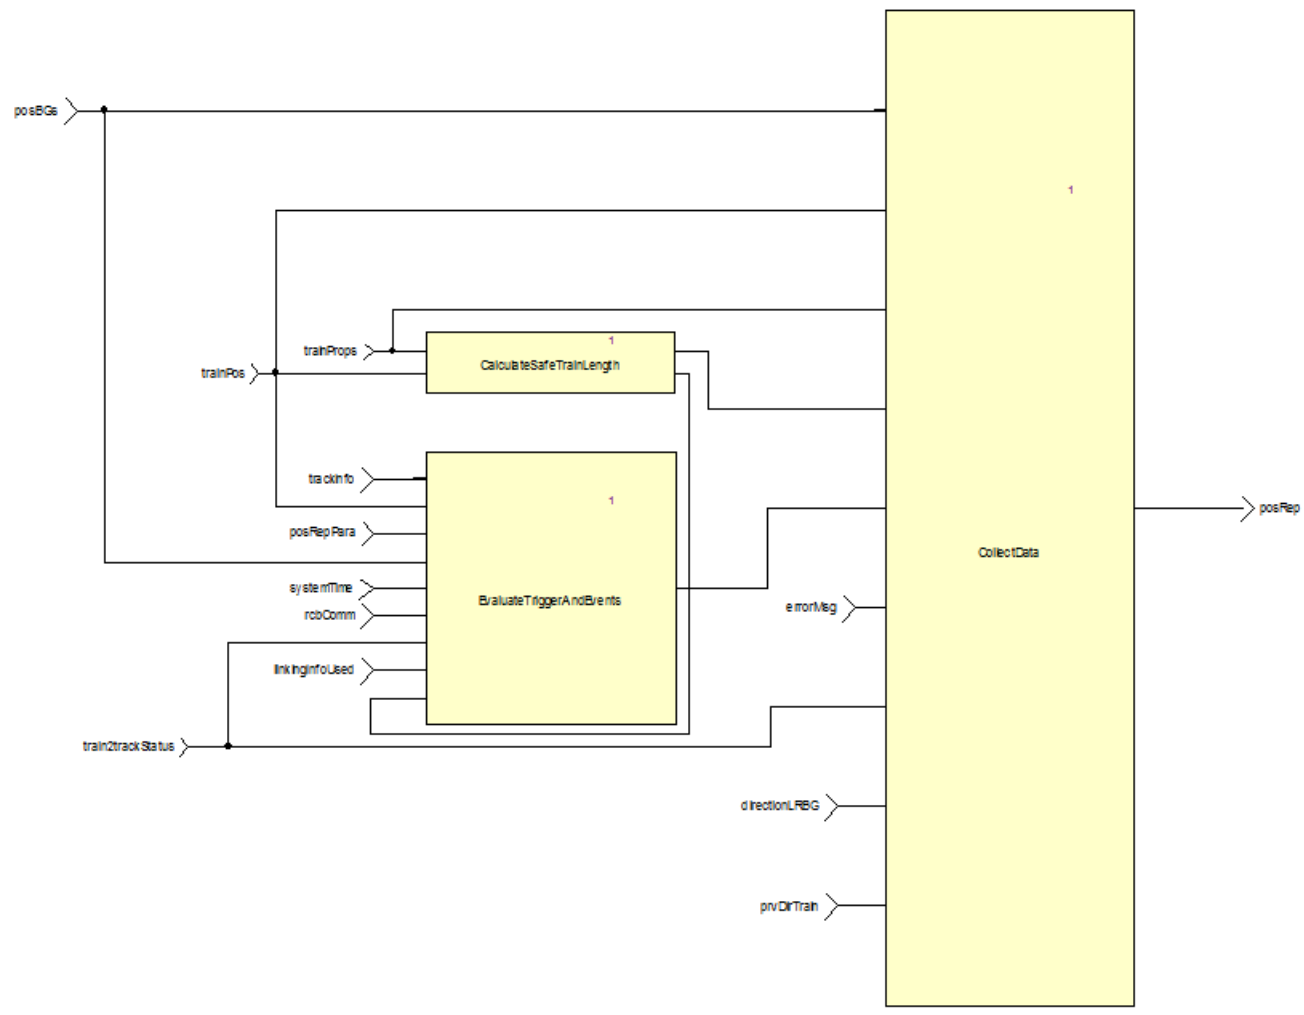 posBGs
1
trainProps
1
CalculateSafeTrainLength
trainPos
trackInfo
1
posRepPara
posRep
CollectData
systemTime
EvaluateTriggerAndEvents
errorMsg
rcbComm
linkingInfoUsed
train2trackStatus
directionLRBG
prvDirTrain